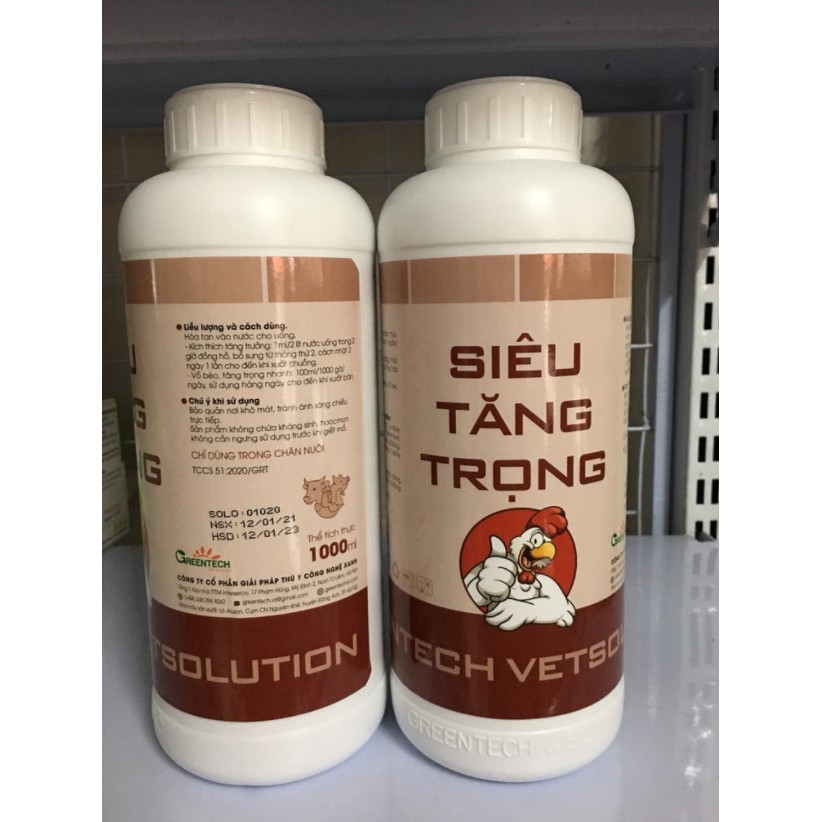 Liều lượng và cách dùng.
Hòa tan vào nước cho uống.
- Kích thích tăng trưởng: 1ml/2 lít nước uống trong 2
giờ đồng hồ, bổ sung từ tháng thứ 2, cách nhật 2
ngày 1 lần cho đến khi xuất chuồng.
- Vỗ béo, tăng trọng nhanh: 100ml/1000 gà/
ngày, sử dụng hàng ngày cho đến khi xuất bán.
Chú ý khi sử dụng
Bảo quản nơi khô mát, tránh ánh sáng chiếu
trực tiếp.
Sản phẩm không chứa kháng sinh, hoocmon
không cần ngưng sử dụng trước khi giết mổ.
CHỈ DÙNG TRONG CHĂN NUÔI
TCCS 51:2020/GRT
SOLO: 01020
NSX: 12/01/21
HSD: 12/01/23
Thể tích thực
1000ml
GREENTECH
CÔNG TY CỔ PHẦN GIẢI PHÁP THÚ Y CÔNG NGHỆ XANH
TSOLUTION
SIÊU
TĂNG
TRỌNG
NTECH VETSOL
GREENTECH